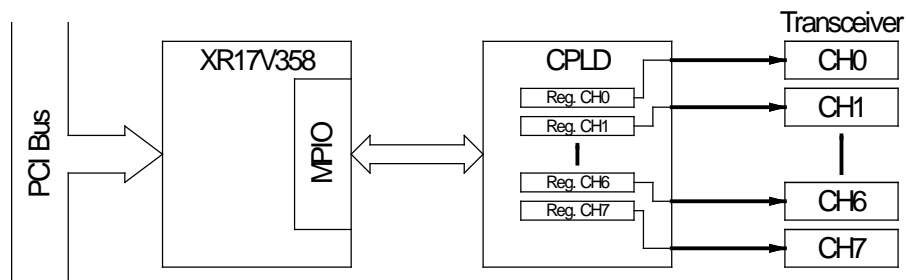 Transceiver
XR17V358
CPLD
CH0
Reg. CH0
CH1
Reg. CH1
PCI Bus
MPIO
Reg. CH6
CH6
Reg. CH7
CH7